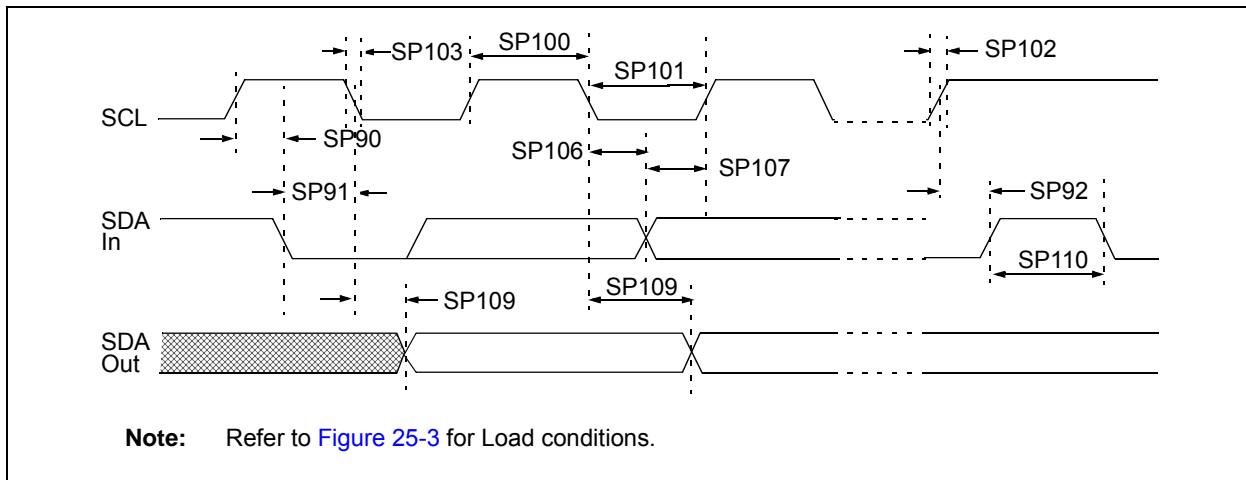 SP103
SP100
SP102
SP101
SCL
SP90
SP106
SP107
SP91
SP92
SDA
In
SP110
SP109
SP109
SDA
Out
Note: Refer to Figure 25-3 for Load conditions.